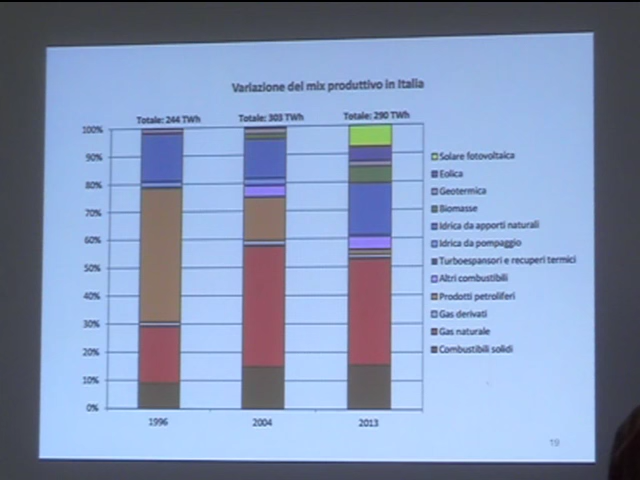 Variazione del mix produttivo in Italia
Totale: 244 TWh
Totale: 303 TWh
Totale: 290 TWh
100%
90%
80%
70%
60%
50%
40%
30%
20%
10%
0%
1996
2004
2013
Solare fotovoltaica
Eolica
Geotermica
Biomasse
Idrica da apporti naturali
Idrica da pompaggio
Turboespansori e recuperi termici
Altri combustibili
Prodotti petroliferi
Gas derivati
Gas naturale
Combustibili solidi
19